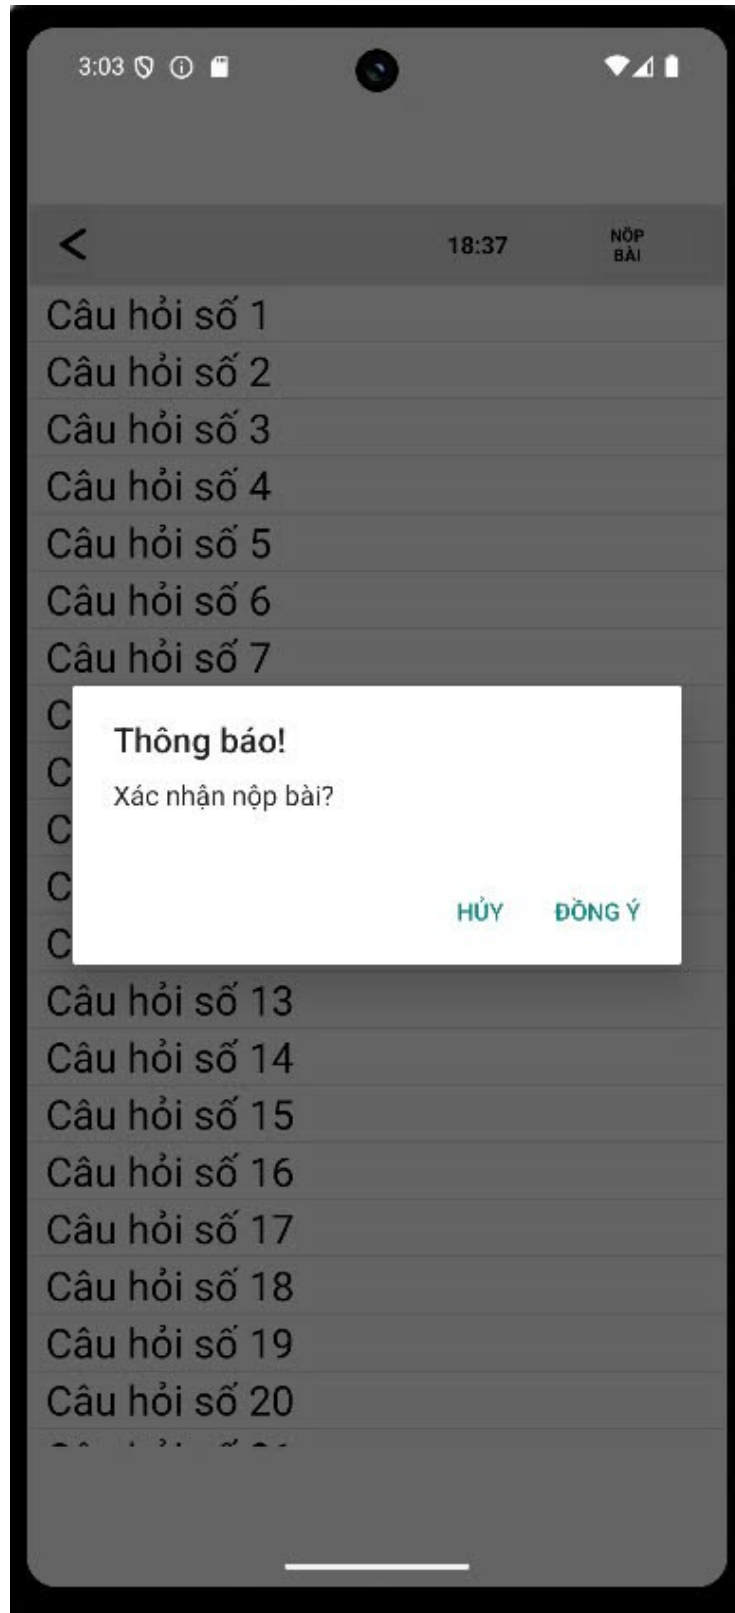 3:03
<
18:37
NỘP
BÀI
Câu hỏi số 1
Câu hỏi số 2
Câu hỏi số 3
Câu hỏi số 4
Câu hỏi số 5
Câu hỏi số 6
Câu hỏi số 7
C
Thông báo!
C
Xác nhận nộp bài?
C
C
HỦY ĐỒNG Ý
C
Câu hỏi số 13
Câu hỏi số 14
Câu hỏi số 15
Câu hỏi số 16
Câu hỏi số 17
Câu hỏi số 18
Câu hỏi số 19
Câu hỏi số 20